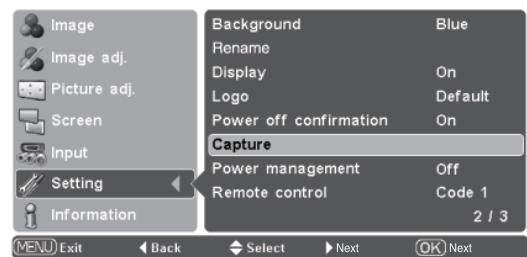 Image
Image adj.
Picture adj.
Screen
Input
Setting
Information
Background Blue
Rename
Display On
Logo Default
Power off confirmation On
Capture
Power management Off
Remote control Code 1
2 / 3
MENU Exit Back Select Next OK Next